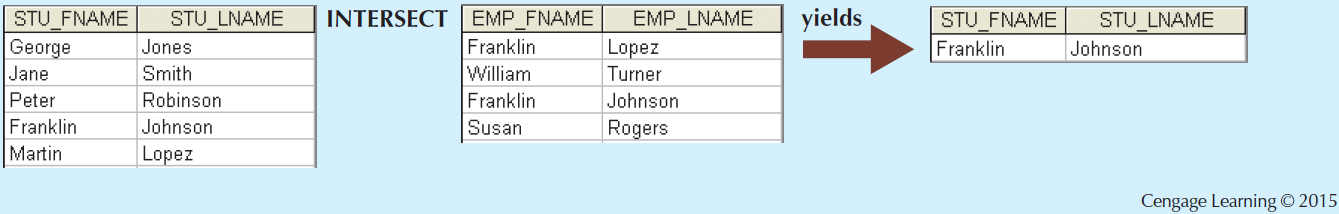 STU_FNAME STU_LNAME
George Jones
Jane Smith
Peter Robinson
Franklin Johnson
Martin Lopez
INTERSECT
EMP_FNAME EMP_LNAME
Franklin Lopez
William Turner
Franklin Johnson
Susan Rogers
yields
STU_FNAME STU_LNAME
Franklin Johnson
Cengage Learning © 2015